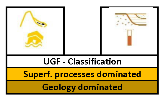 UGF - Classification
Superf. processes dominated
Geology dominated